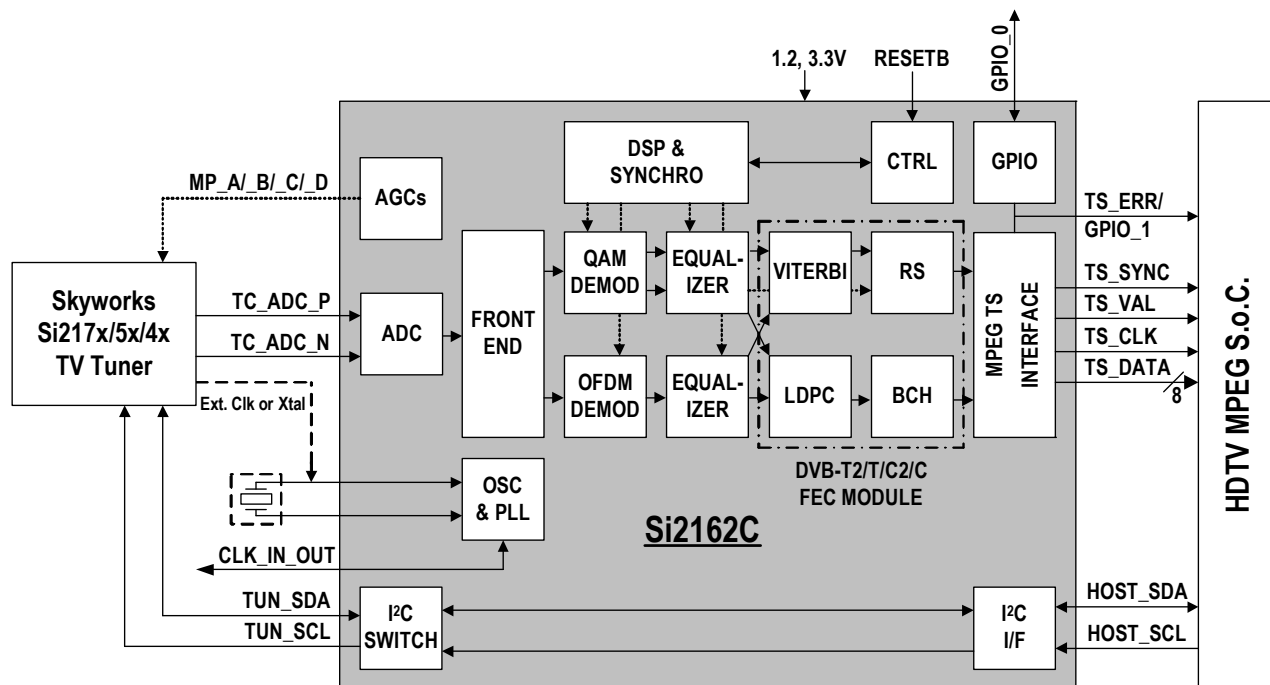 1.2, 3.3V
RESETB
GPIO_0
DSP &
SYNCHRO
CTRL
GPIO
MP_A/_B/_C/_D
AGCs
TS_ERR/
GPIO_1
Skyworks
Si217x/5x/4x
TV Tuner
TC_ADC_P
TC_ADC_N
ADC
FRONT
END
QAM
DEMOD
EQUAL-
IZER
VITERBI
RS
OFDM
DEMOD
EQUAL-
IZER
LDPC
BCH
MPEG TS
INTERFACE
TS_SYNC
TS_VAL
TS_CLK
TS_DATA
8
HDTV MPEG S.o.C.
Ext. Clk or Xtal
OSC
& PLL
DVB-T2/T/C2/C
FEC MODULE
Si2162C
CLK_IN_OUT
TUN_SDA
TUN_SCL
I²C
SWITCH
I²C
I/F
HOST_SDA
HOST_SCL